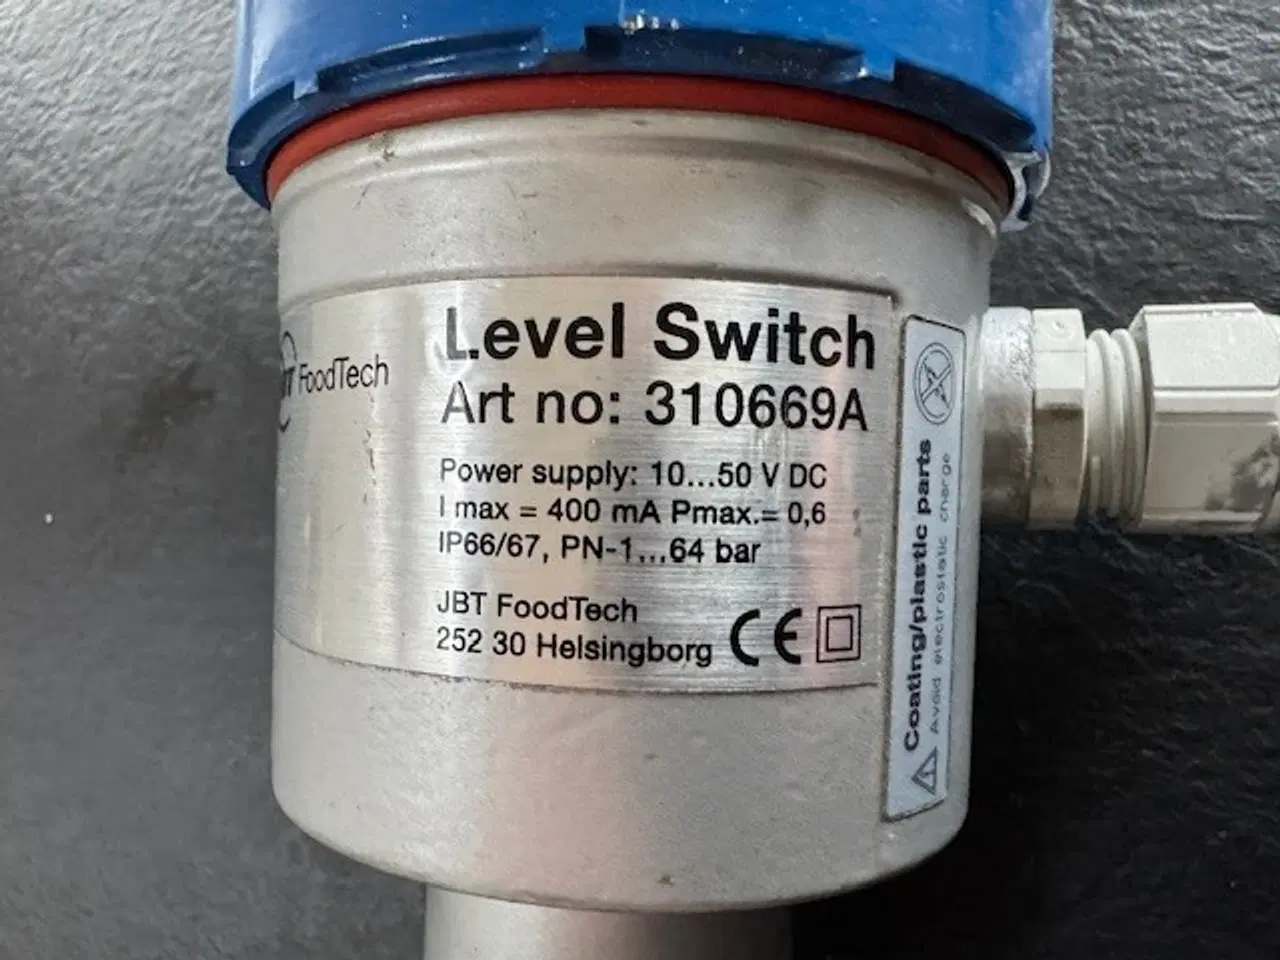 FoodTech
Level Switch
Art no: 310669A
Power supply: 10...50 V DC
I max = 400 mA Pmax.= 0,6
IP66/67, PN-1...64 bar
JBT FoodTech
252 30 Helsingborg CE
Coating/plastic parts
Avoid electrostatic charge